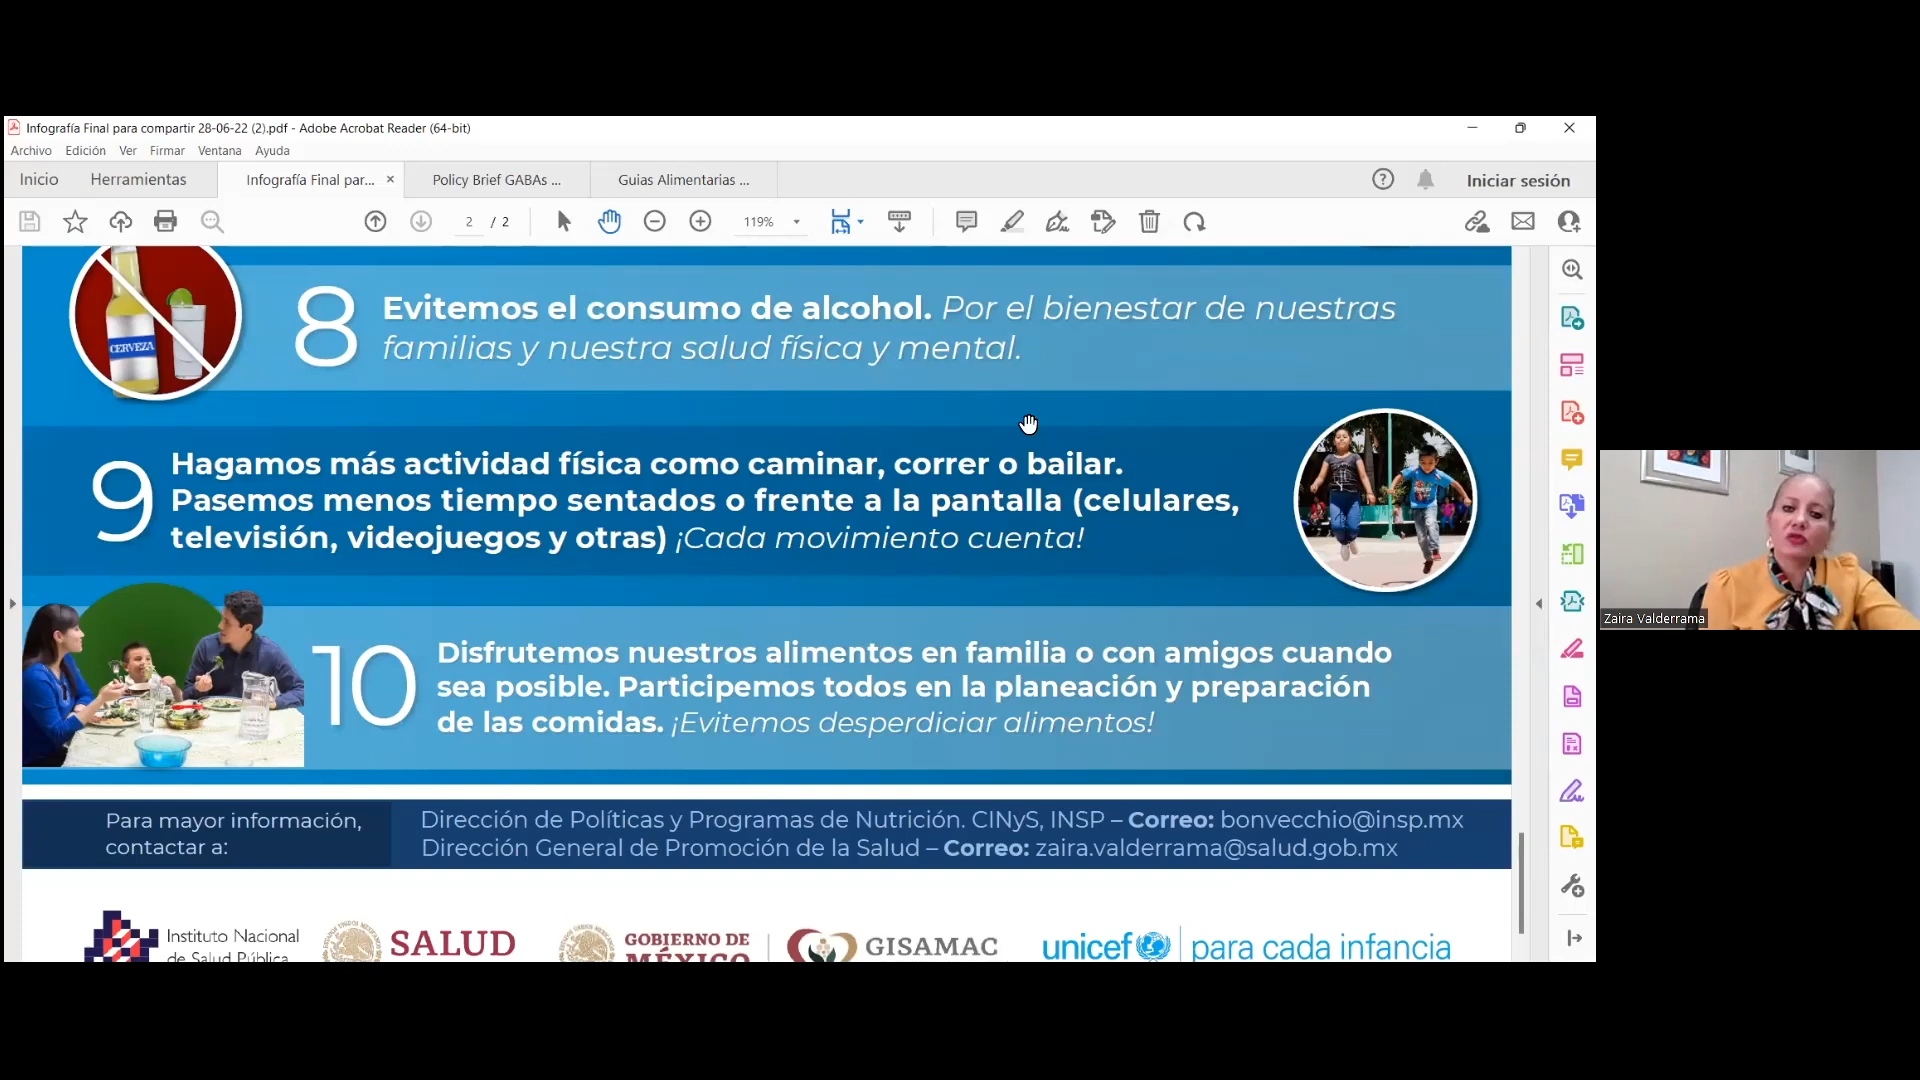 Infografía Final para compartir 28-06-22 (2).pdf - Adobe Acrobat Reader (64-bit)
Archivo Edición Ver Firmar Ventana Ayuda
Inicio Herramientas Infografía Final par... Policy Brief GABAs ... Guias Alimentarias ... Iniciar sesión
2 / 2 119%
CERVEZA
8
Evitemos el consumo de alcohol. Por el bienestar de nuestras
familias y nuestra salud física y mental.
9
Hagamos más actividad física como caminar, correr o bailar.
Pasemos menos tiempo sentados o frente a la pantalla (celulares,
televisión, videojuegos y otras) ¡Cada movimiento cuenta!
10
Disfrutemos nuestros alimentos en familia o con amigos cuando
sea posible. Participemos todos en la planeación y preparación
de las comidas. ¡Evitemos desperdiciar alimentos!
Para mayor información,
contactar a:
Dirección de Políticas y Programas de Nutrición. CINyS, INSP – Correo: bonvecchio@insp.mx
Dirección General de Promoción de la Salud – Correo: zaira.valderrama@salud.gob.mx
Instituto Nacional
de Salud Pública
SALUD
GOBIERNO DE
MÉXICO
GISAMAC
unicef
para cada infancia
Zaira Valderrama